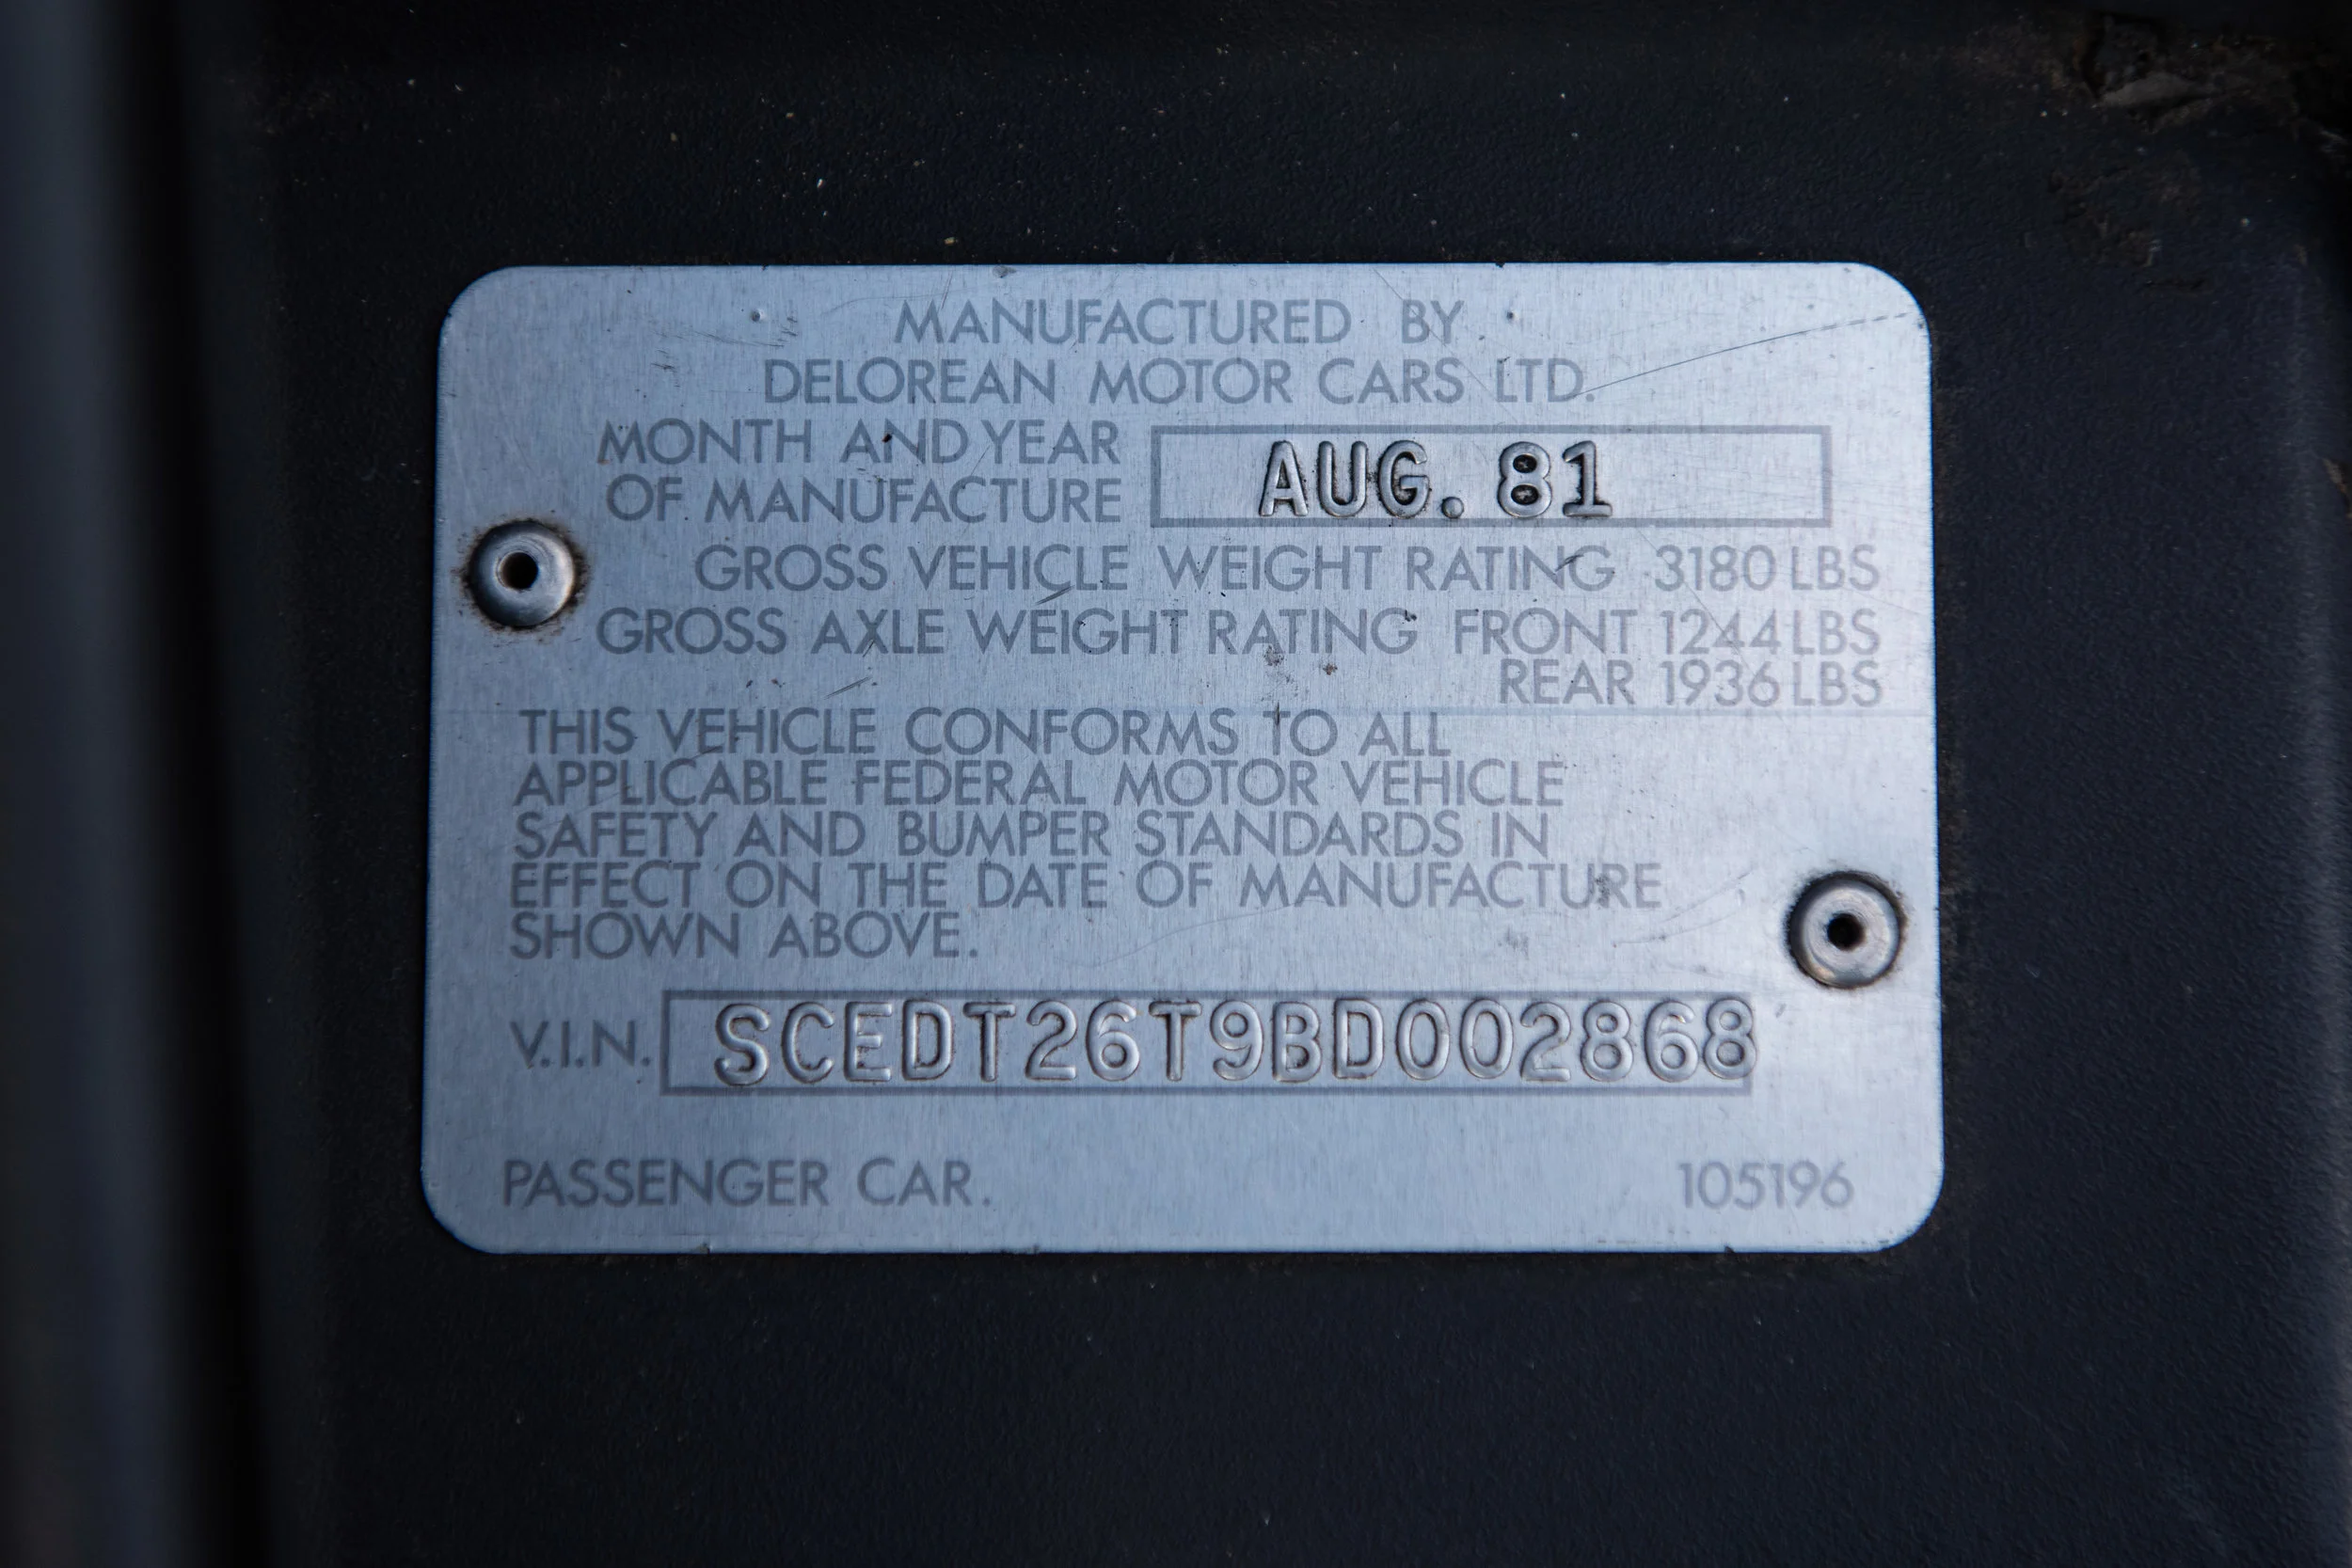 MANUFACTURED BY
DELOREAN MOTOR CARS LTD.
MONTH AND YEAR
OF MANUFACTURE AUG. 81
GROSS VEHICLE WEIGHT RATING 3180 LBS
GROSS AXLE WEIGHT RATING FRONT 1244 LBS
REAR 1936 LBS
THIS VEHICLE CONFORMS TO ALL
APPLICABLE FEDERAL MOTOR VEHICLE
SAFETY AND BUMPER STANDARDS IN
EFFECT ON THE DATE OF MANUFACTURE
SHOWN ABOVE.
V.I.N. SCEDT26T9BD002868
PASSENGER CAR. 105196